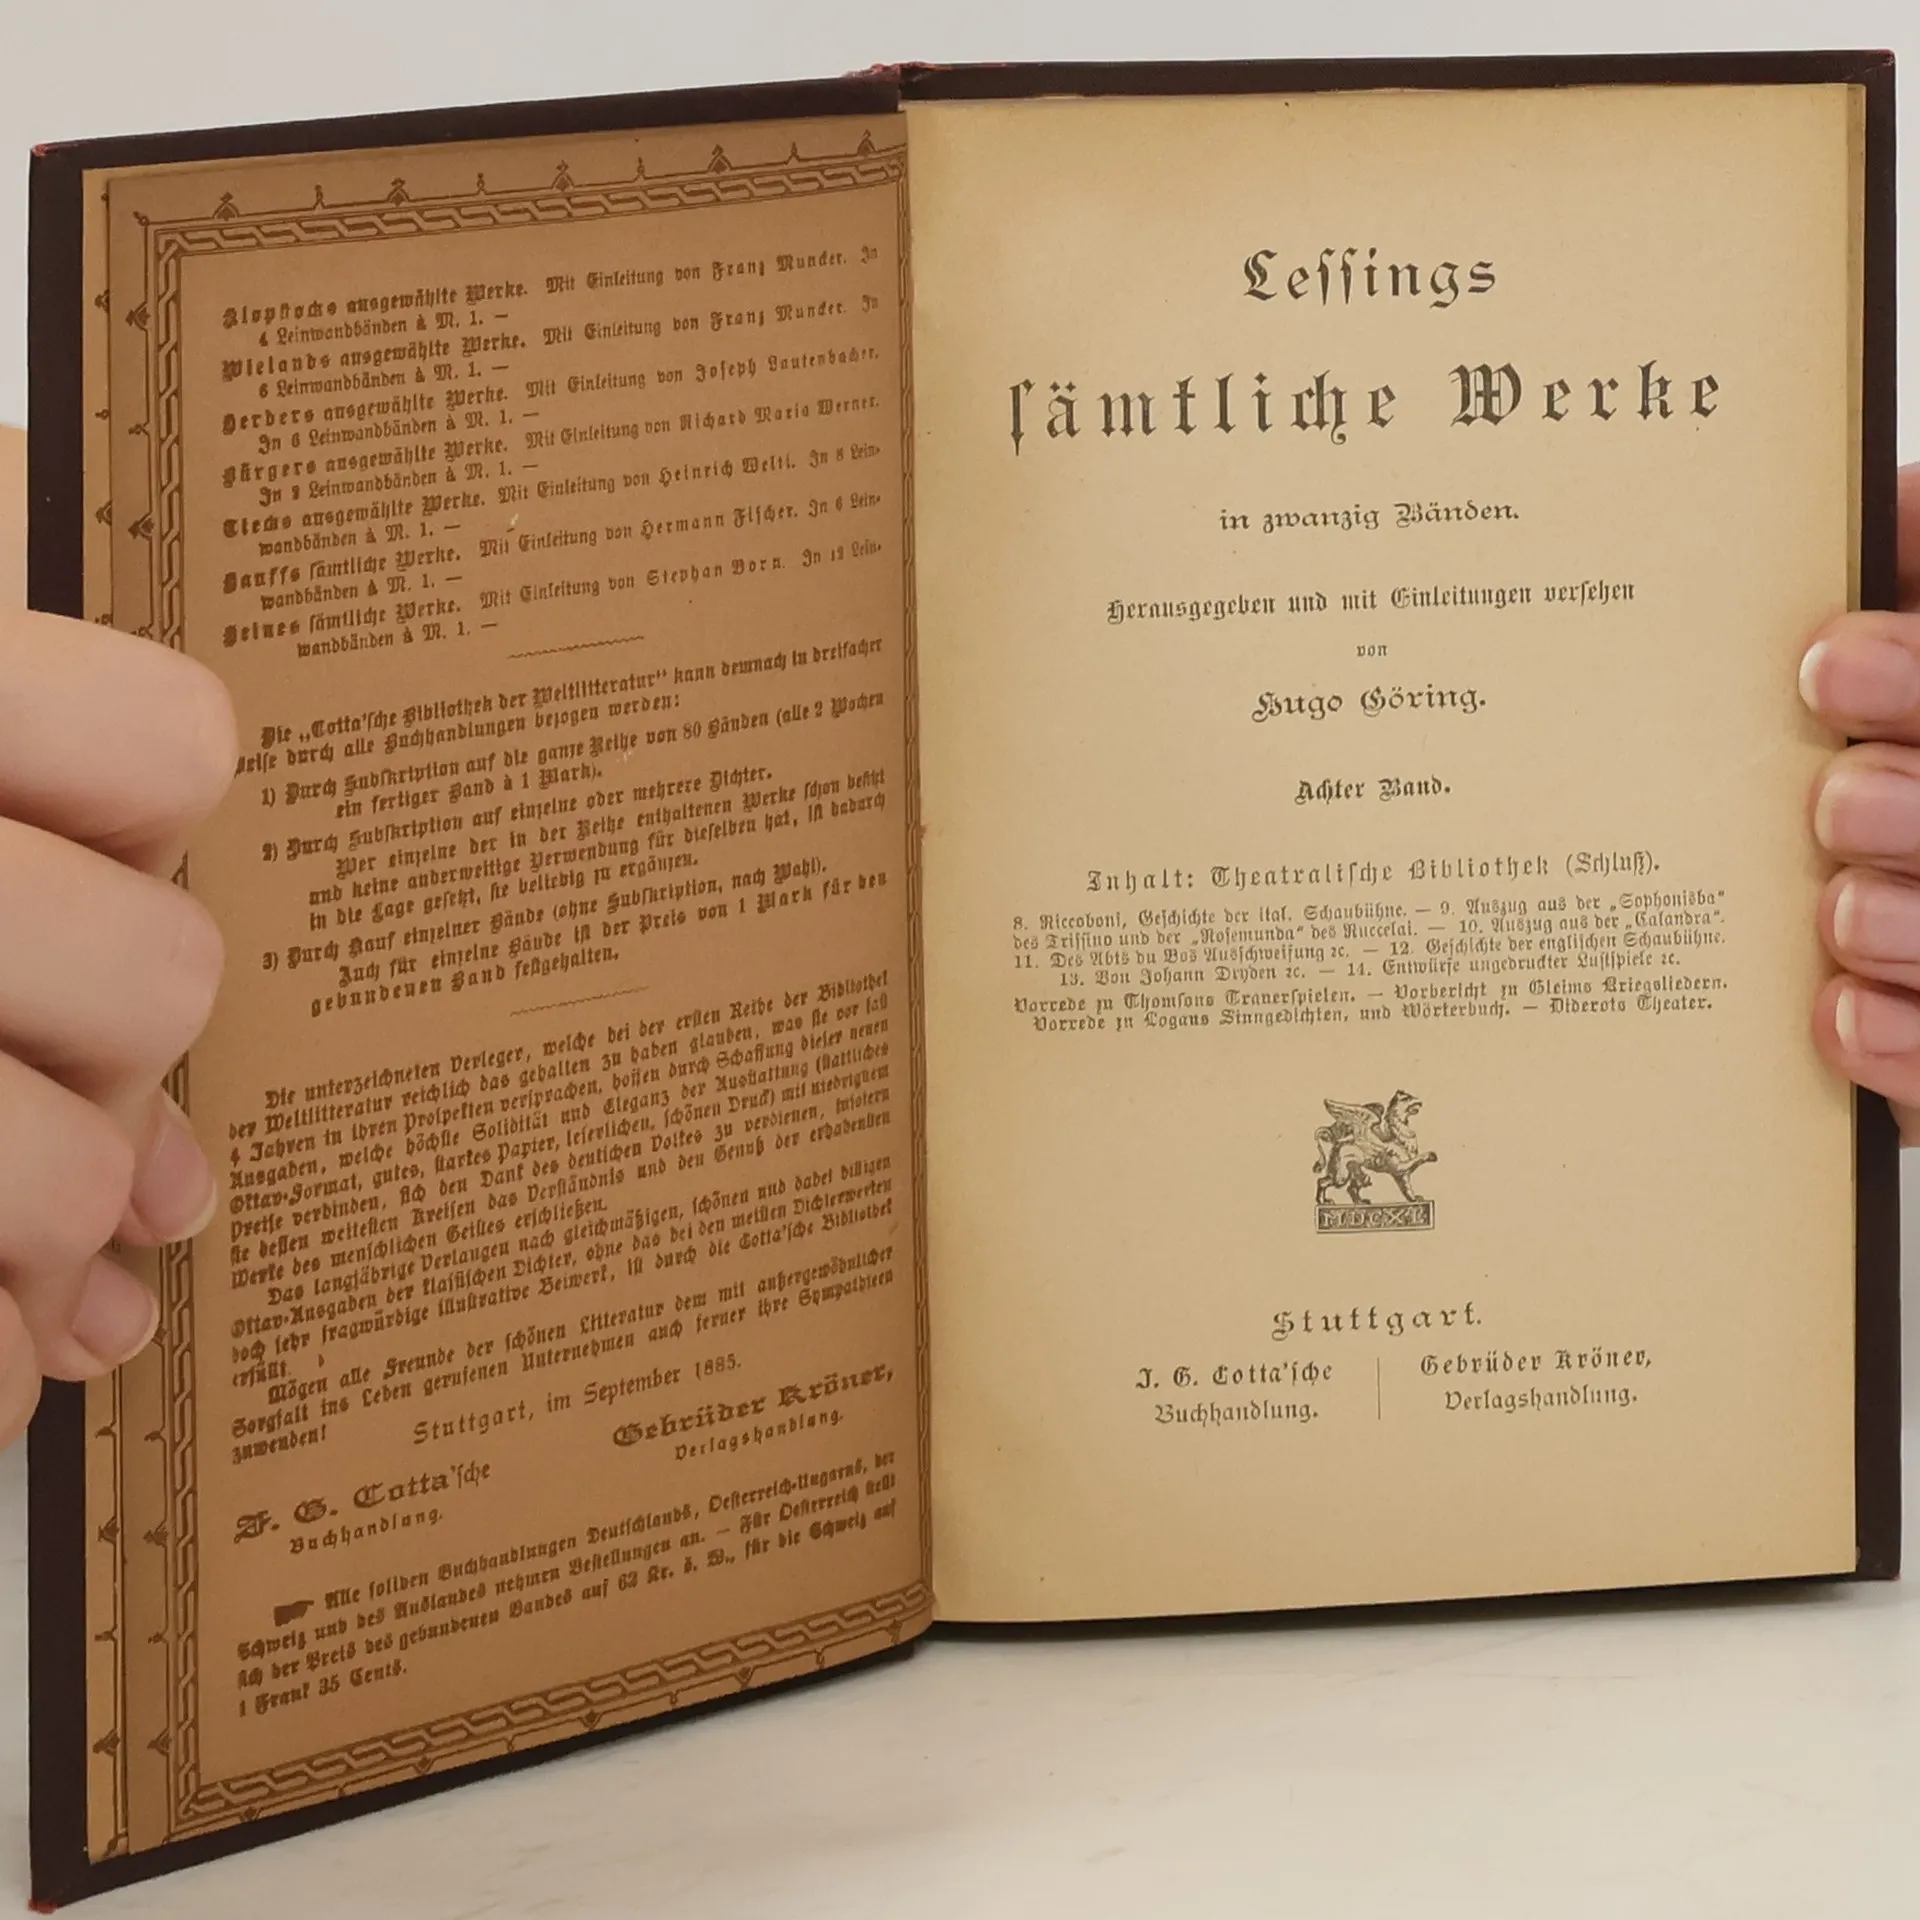 Klopstocks ausgewählte Werke. Mit Einleitung von Franz Muncker. In
4 Leinwandbänden à M. 1. —
Wielands ausgewählte Werke. Mit Einleitung von Franz Muncker. In
6 Leinwandbänden à M. 1. —
Herders ausgewählte Werke. Mit Einleitung von Joseph Lautenbacher.
In 6 Leinwandbänden à M. 1. —
Bürgers ausgewählte Werke. Mit Einleitung von Richard Maria Werner.
In 2 Leinwandbänden à M. 1. —
Tiecks ausgewählte Werke. Mit Einleitung von Heinrich Welti. In 8 Lein-
wandbänden à M. 1. —
Hauffs sämtliche Werke. Mit Einleitung von Hermann Fischer. In 6 Lein-
wandbänden à M. 1. —
Heines sämtliche Werke. Mit Einleitung von Stephan Born. In 12 Lein-
wandbänden à M. 1. —
Die „Cotta'sche Bibliothek der Weltlitteratur“ kann demnach in dreifacher
Weise durch alle Buchhandlungen bezogen werden:
1) Durch Subskription auf die ganze Reihe von 80 Bänden (alle 2 Wochen
ein fertiger Band à 1 Mark).
2) Durch Subskription auf einzelne oder mehrere Dichter.
Wer einzelne der in der Reihe enthaltenen Werke schon besitzt
und keine anderweitige Verwendung für dieselben hat, ist dadurch
in die Lage gesetzt, sie beliebig zu ergänzen.
3) Durch Kauf einzelner Bände (ohne Subskription, nach Wahl).
Auch für einzelne Bände ist der Preis von 1 Mark für den
gebundenen Band festgehalten.
Die unterzeichneten Verleger, welche bei der ersten Reihe der Bibliothek
der Weltlitteratur reichlich das gehalten zu haben glauben, was sie vor fast
4 Jahren in ihren Prospekten versprachen, hoffen durch Schaffung dieser neuen
Ausgaben, welche höchste Solidität und Eleganz der Ausstattung (stattliches
Oktav-Format, gutes, starkes Papier, leserlichen, schönen Druck) mit niedrigstem
Preise verbinden, sich den Dank des deutschen Volkes zu verdienen, insofern
sie dessen weitesten Kreisen das Verständnis und den Genuß der erhabensten
Werke des menschlichen Geistes erschließen.
Das langjährige Verlangen nach gleichmäßigen, schönen und dabei billigen
Oktav-Ausgaben der klassischen Dichter, ohne das bei den meisten Dichterwerken
doch sehr fragwürdige illustrative Beiwerk, ist durch die Cotta'sche Bibliothek
erfüllt.
Mögen alle Freunde der schönen Litteratur dem mit außergewöhnlicher
Sorgfalt ins Leben gerufenen Unternehmen auch ferner ihre Sympathieen
zuwenden!
Stuttgart, im September 1885.
J. G. Cotta'sche
Buchhandlung.
Gebrüder Kröner,
Verlagshandlung.
Alle soliden Buchhandlungen Deutschlands, Oesterreich-Ungarns, der
Schweiz und des Auslandes nehmen Bestellungen an. — Für Oesterreich stellt
sich der Preis des gebundenen Bandes auf 62 Kr. ö. W., für die Schweiz auf
1 Frank 35 Cents.
Lessings
sämtliche Werke
in zwanzig Bänden.
Herausgegeben und mit Einleitungen versehen
von
Hugo Göring.
Achter Band.
Inhalt: Theatralische Bibliothek (Schluß).
8. Riccoboni, Geschichte der ital. Schaubühne. — 9. Auszug aus der „Sophonisba“
des Trissino und der „Rosemunda“ des Ruccelai. — 10. Auszug aus der „Calandra“.
11. Des Abts du Bos Ausschweifung ꝛc. — 12. Geschichte der englischen Schaubühne.
13. Von Johann Dryden ꝛc. — 14. Entwürfe ungedruckter Lustspiele ꝛc.
Vorrede zu Thomsons Trauerspielen. — Vorbericht zu Gleims Kriegsliedern.
Vorrede zu Logaus Sinngedichten, und Wörterbuch. — Diderots Theater.
MDCXL
Stuttgart.
J. G. Cotta'sche
Buchhandlung.
Gebrüder Kröner,
Verlagshandlung.